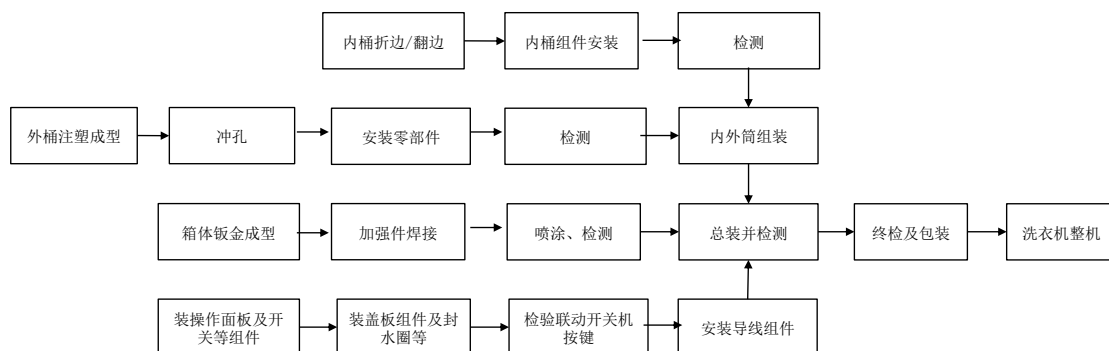 内桶折边/翻边
内桶组件安装
检测
外桶注塑成型
冲孔
安装零部件
检测
内外筒组装
箱体钣金成型
加强件焊接
喷涂、检测
总装并检测
终检及包装
洗衣机整机
装操作面板及开
关等组件
装盖板组件及封
水圈等
检验联动开关机
按键
安装导线组件